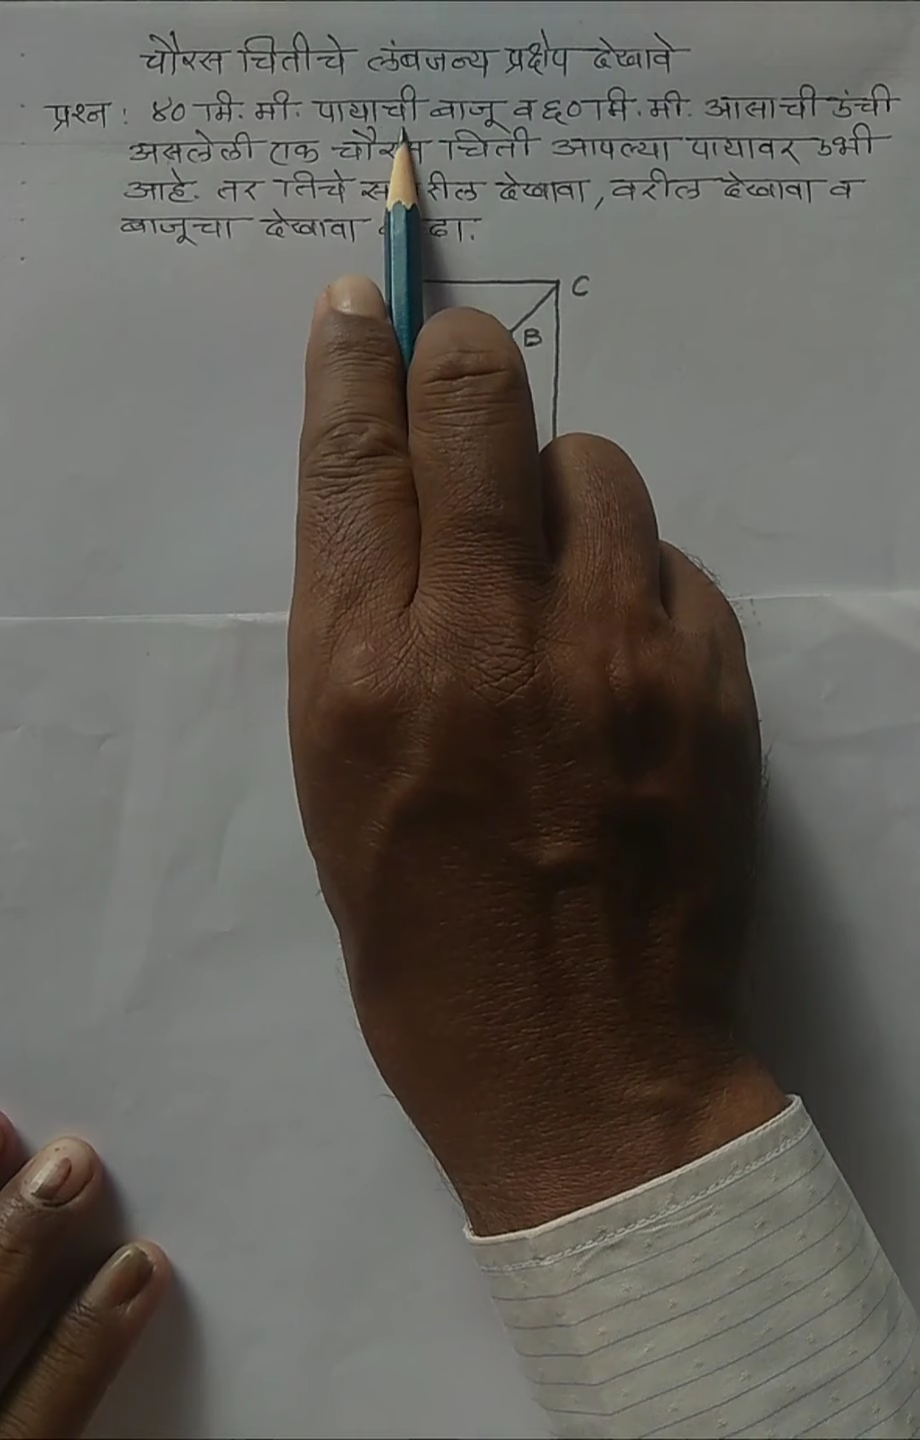 चौरस चितीचे लंबजन्य प्रक्षेप देखावे
प्रश्न : ४० मि. मी. पायाची बाजू व ६० मि. मी. आसाची उंची
असलेली एक चौरस चिती आपल्या पायावर उभी
आहे. तर तिचे देखावा, वरील देखावा व
बाजूचा देखावा
C
B